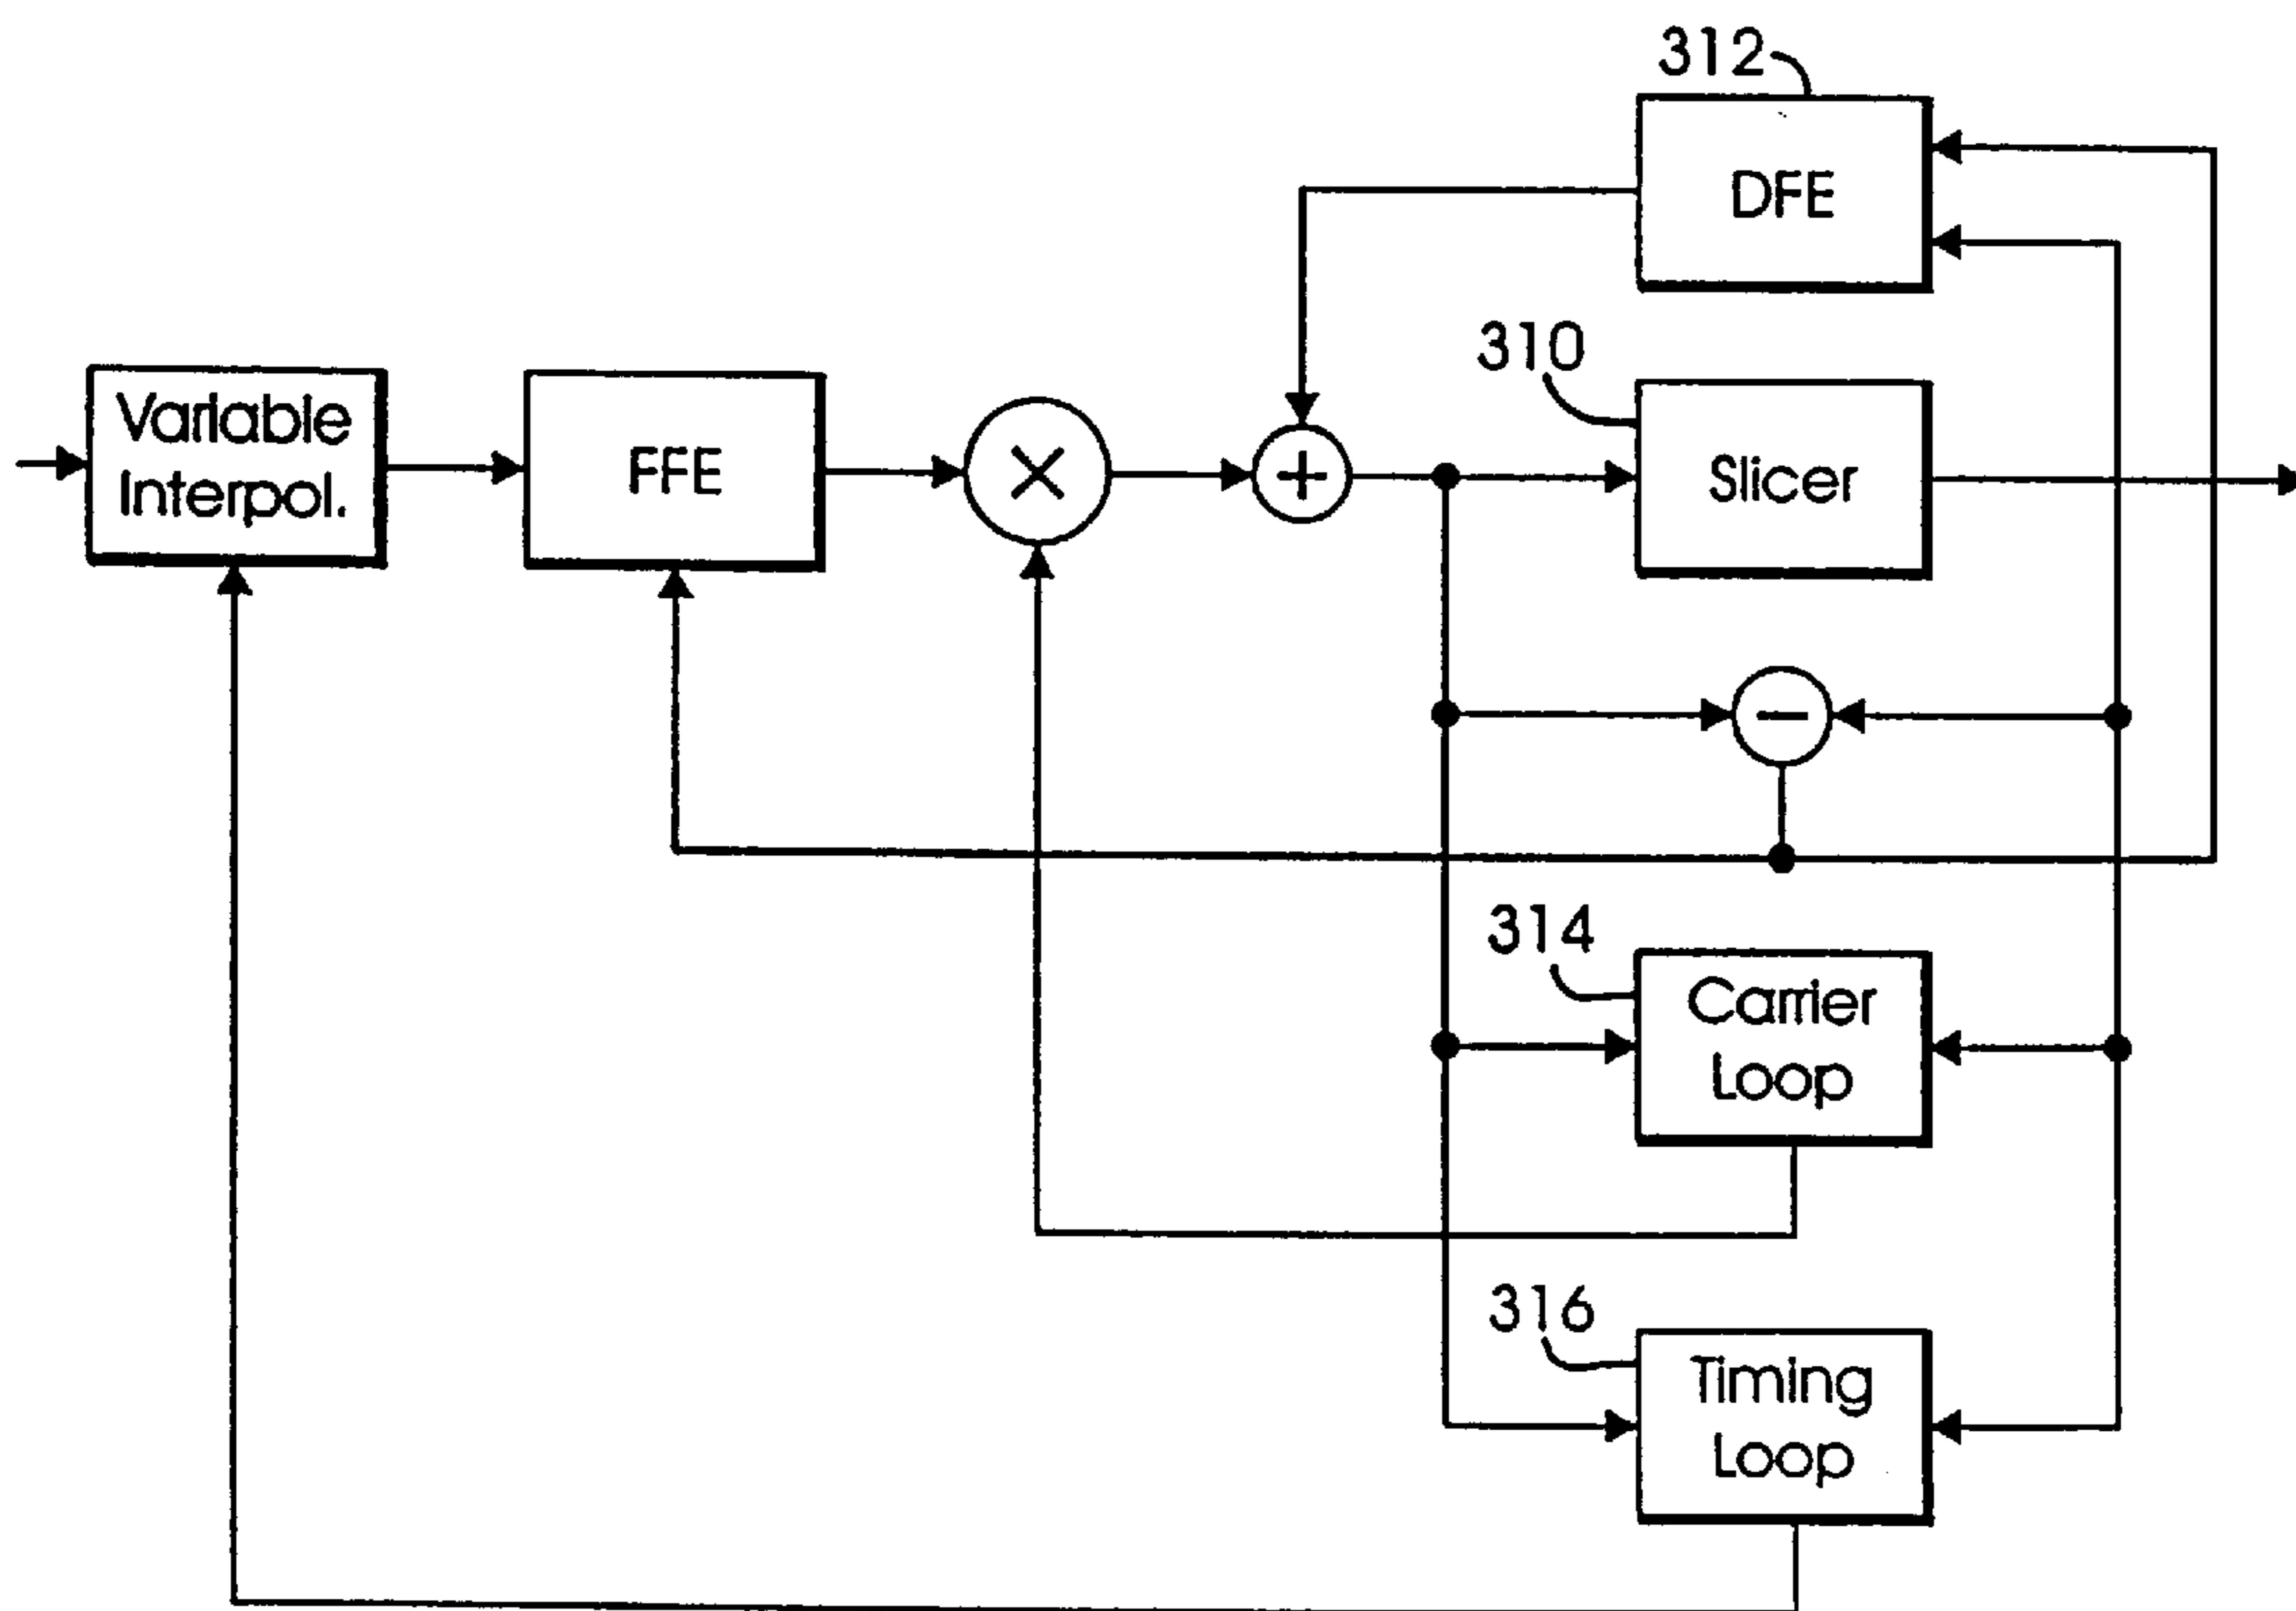 312
DFE
310
Variable
Interpol.
FFE
×
+
Slicer
−
314
Carrier
Loop
316
Timing
Loop